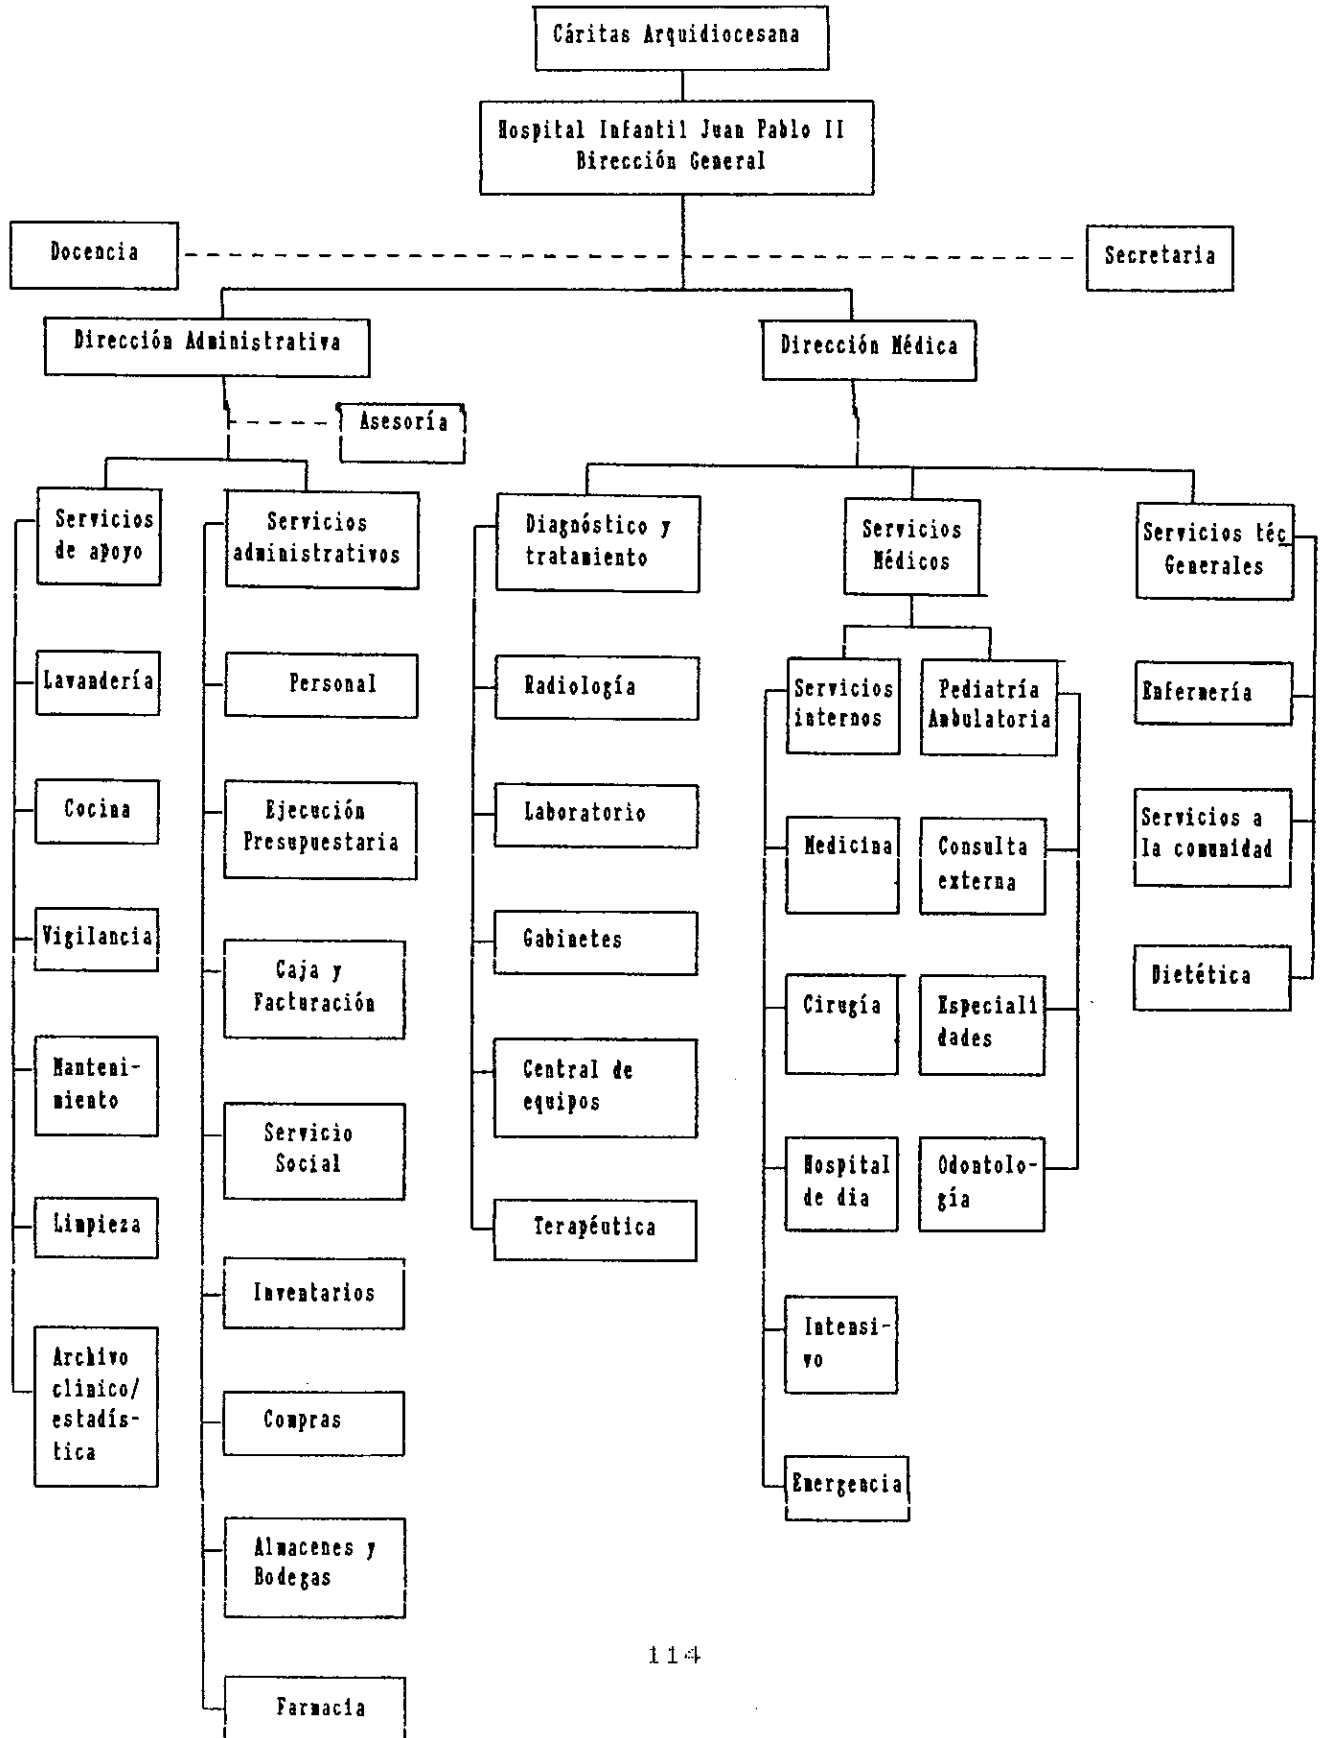 Cáritas Arquidiocesana
Hospital Infantil Juan Pablo II
Dirección General
Docencia
Secretaria
Dirección Administrativa
Dirección Médica
Asesoría
Servicios
de apoyo
Servicios
administrativos
Diagnóstico y
tratamiento
Servicios
Médicos
Servicios téc
Generales
Lavandería
Personal
Radiología
Servicios
internos
Pediatría
Ambulatoria
Enfermería
Cocina
Ejecución
Presupuestaria
Laboratorio
Medicina
Consulta
externa
Servicios a
la comunidad
Vigilancia
Caja y
Facturación
Gabinetes
Cirugía
Especiali
dades
Dietética
Manteni-
miento
Servicio
Social
Central de
equipos
Hospital
de dia
Odontolo-
gía
Limpieza
Inventarios
Terapéutica
Intensi-
vo
Archivo
clinico/
estadís-
tica
Compras
Emergencia
Almacenes y
Bodegas
Farmacia
114